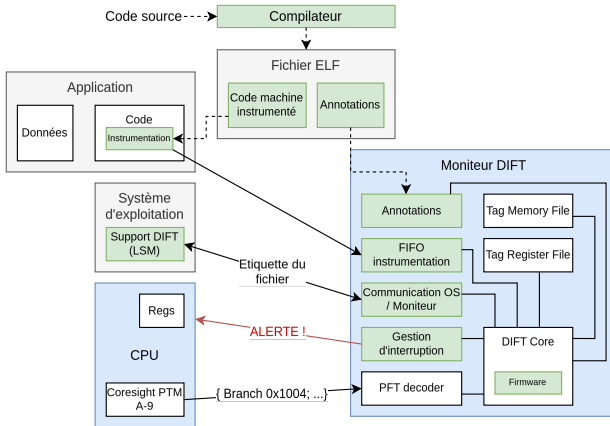 Code source
Compilateur
Fichier ELF
Code machine
instrumenté
Annotations
Application
Données
Code
Instrumentation
Système
d'exploitation
Support DIFT
(LSM)
Etiquette du
fichier
Moniteur DIFT
Annotations
Tag Memory File
FIFO
instrumentation
Tag Register File
Communication OS
/ Moniteur
Gestion
d'interruption
DIFT Core
Firmware
PFT decoder
Regs
CPU
ALERTE !
Coresight PTM
A-9
{ Branch 0x1004; ...}